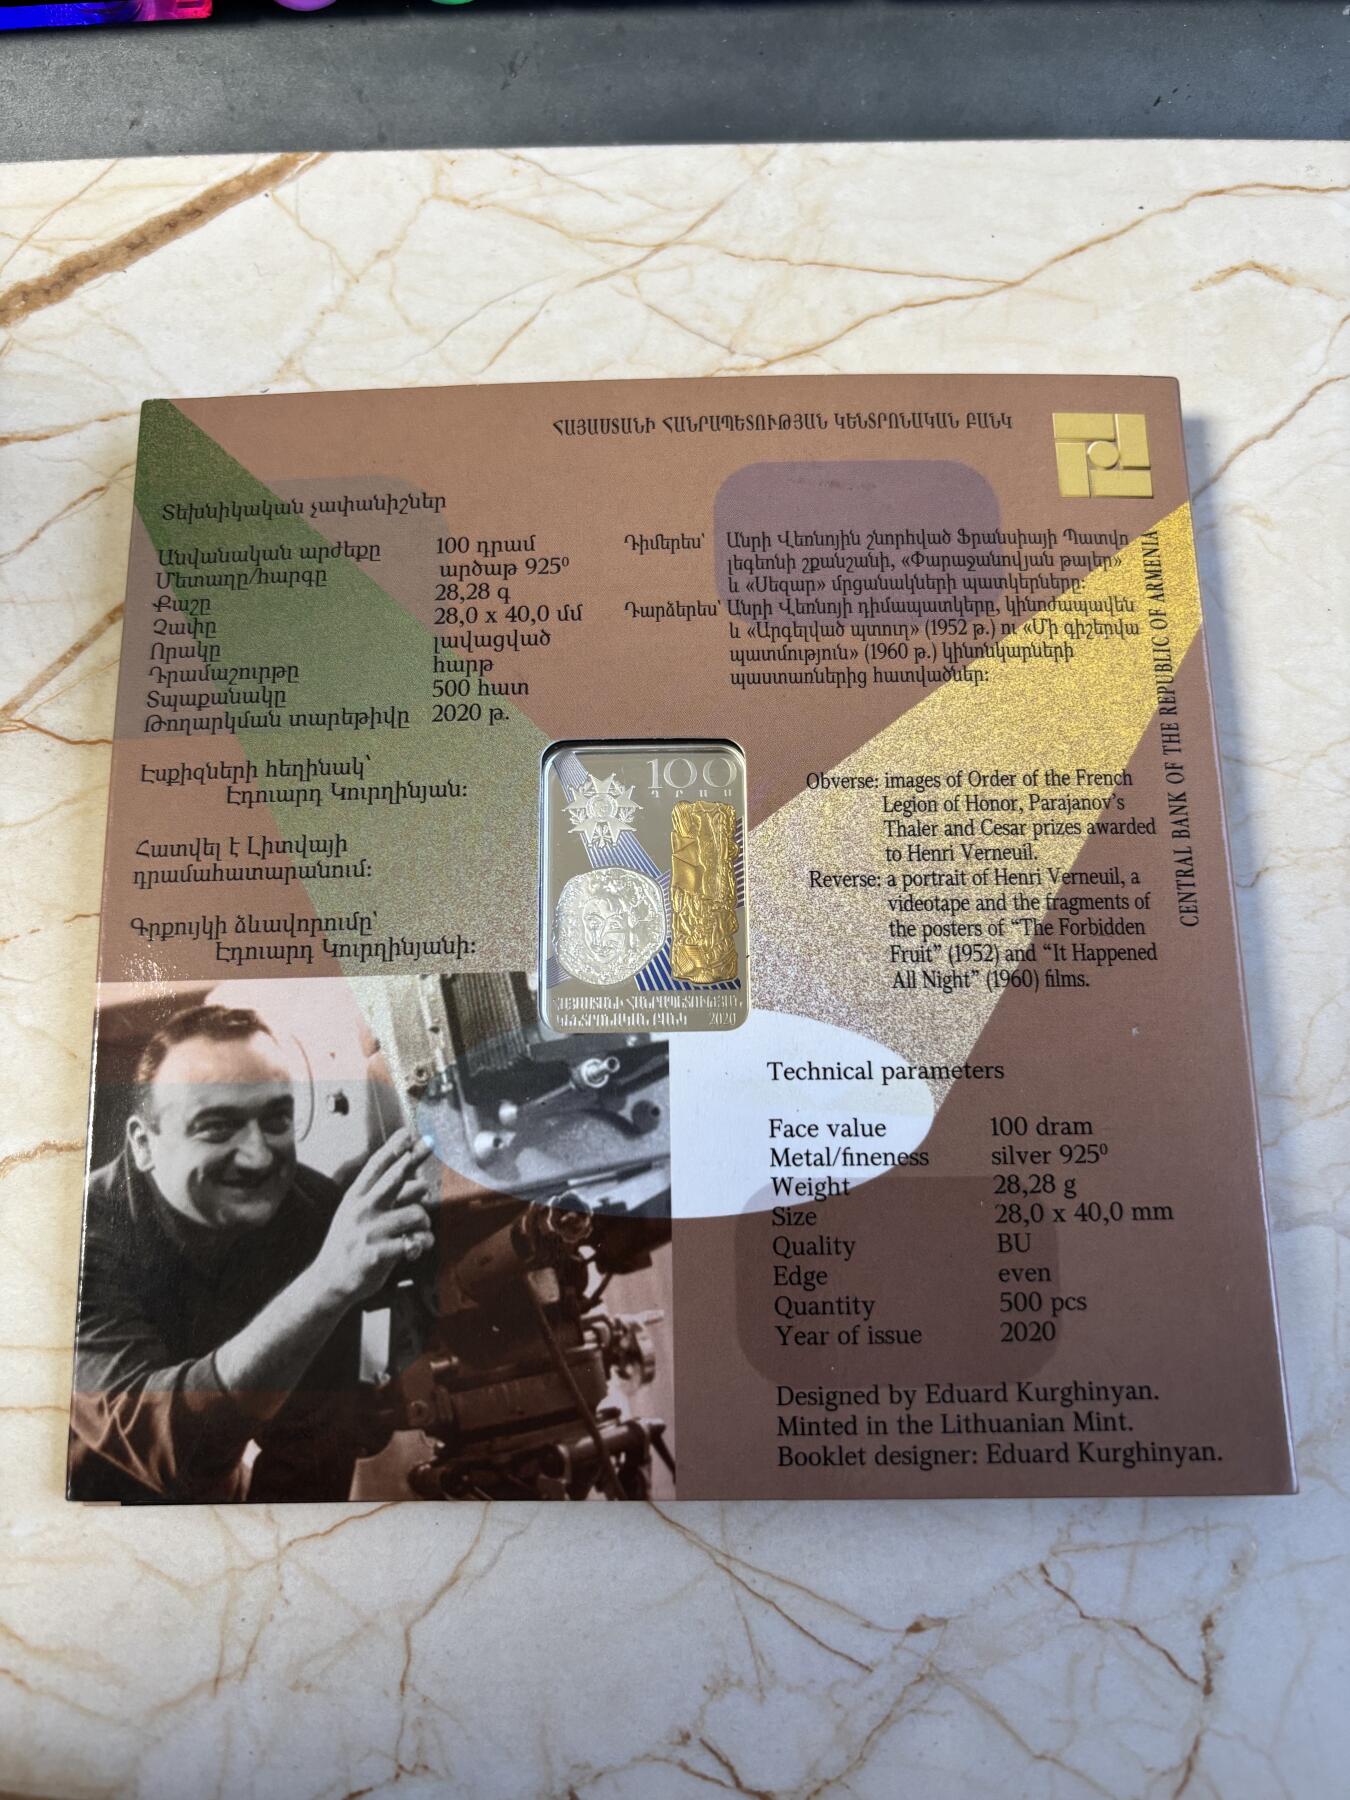 ՀԱՅԱՍՏԱՆԻ ՀԱՆՐԱՊԵՏՈՒԹՅԱՆ ԿԵՆՏՐՈՆԱԿԱՆ ԲԱՆԿ
CENTRAL BANK OF THE REPUBLIC OF ARMENIA
Տեխնիկական չափանիշներ
Անվանական արժեքը 100 դրամ
Մետաղը/հարգը արծաթ 925⁰
Քաշը 28,28 գ
Չափը 28,0 x 40,0 մմ
Որակը լավացված
Դրամաշուրթը հարթ
Տպաքանակը 500 հատ
Թողարկման տարեթիվը 2020 թ.
Էսքիզների հեղինակ՝
Էդուարդ Կուրղինյան:
Հատվել է Լիտվայի
դրամահատարանում:
Գրքույկի ձևավորումը՝
Էդուարդ Կուրղինյանի:
Դիմերես՝ Անրի Վեռնոյին շնորհված Ֆրանսիայի Պատվո
լեգեոնի շքանշանի, «Փարաջանովյան թալեր»
և «Սեզար» մրցանակների պատկերները:
Դարձերես՝ Անրի Վեռնոյի դիմապատկերը, կինոժապավեն
և «Արգելված պտուղ» (1952 թ.) ու «Մի գիշերվա
պատմություն» (1960 թ.) կինոնկարների
պաստառներից հատվածներ:
100
ԴՐԱՄ
ՀԱՅԱՍՏԱՆԻ ՀԱՆՐԱՊԵՏՈՒԹՅԱՆ
ԿԵՆՏՐՈՆԱԿԱՆ ԲԱՆԿ 2020
Obverse: images of Order of the French
Legion of Honor, Parajanov's
Thaler and Cesar prizes awarded
to Henri Verneuil.
Reverse: a portrait of Henri Verneuil, a
videotape and the fragments of
the posters of "The Forbidden
Fruit" (1952) and "It Happened
All Night" (1960) films.
Technical parameters
Face value 100 dram
Metal/fineness silver 925⁰
Weight 28,28 g
Size 28,0 x 40,0 mm
Quality BU
Edge even
Quantity 500 pcs
Year of issue 2020
Designed by Eduard Kurghinyan.
Minted in the Lithuanian Mint.
Booklet designer: Eduard Kurghinyan.